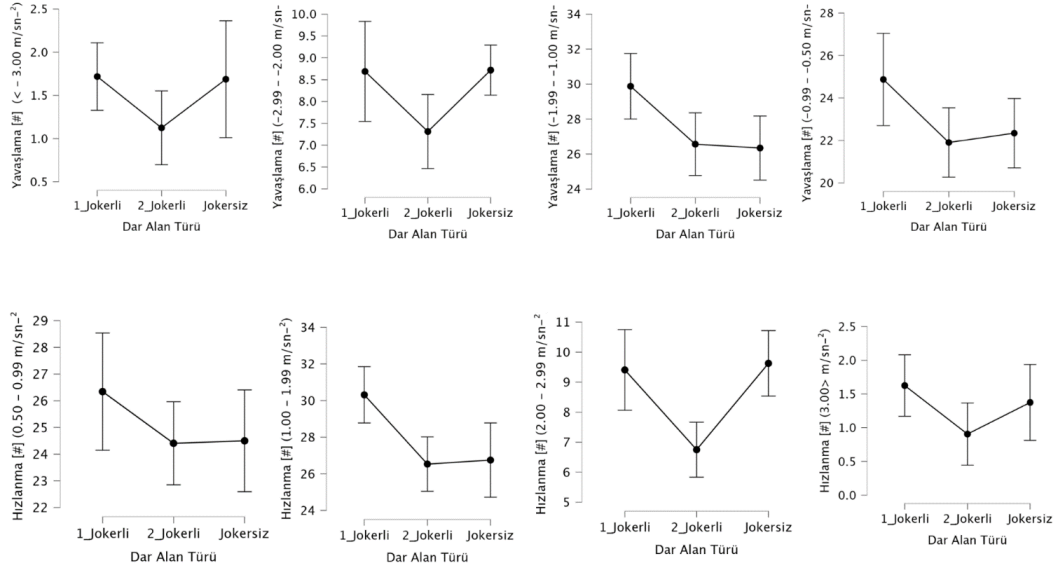 Yavaşlama [#] (< − 3.00 m/sn−²)
2.5
2.0
1.5
1.0
0.5
1_Jokerli 2_Jokerli Jokersiz
Dar Alan Türü
Yavaşlama [#] (−2.99 − −2.00 m/sn−
10.0
9.5
9.0
8.5
8.0
7.5
7.0
6.5
6.0
1_Jokerli 2_Jokerli Jokersiz
Dar Alan Türü
Yavaşlama [#] (−1.99 − −1.00 m/sn−
34
32
30
28
26
24
1_Jokerli 2_Jokerli Jokersiz
Dar Alan Türü
Yavaşlama [#] (−0.99 − −0.50 m/sn−
28
26
24
22
20
1_Jokerli 2_Jokerli Jokersiz
Dar Alan Türü
Hızlanma [#] (0.50 − 0.99 m/sn−²
29
28
27
26
25
24
23
22
1_Jokerli 2_Jokerli Jokersiz
Dar Alan Türü
Hızlanma [#] (1.00 − 1.99 m/sn−²)
34
32
30
28
26
24
1_Jokerli 2_Jokerli Jokersiz
Dar Alan Türü
Hızlanma [#] (2.00 − 2.99 m/sn−²
11
10
9
8
7
6
5
1_Jokerli 2_Jokerli Jokersiz
Dar Alan Türü
Hızlanma [#] (3.00> m/sn−²)
2.5
2.0
1.5
1.0
0.5
0.0
1_Jokerli 2_Jokerli Jokersiz
Dar Alan Türü